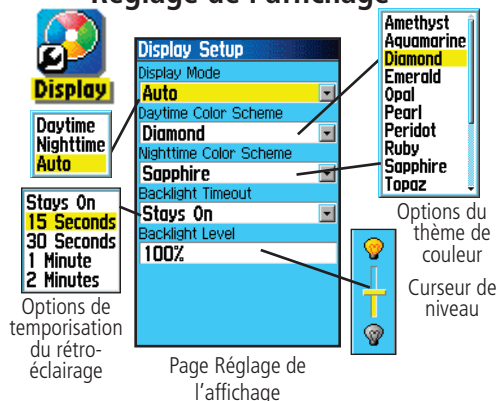 Réglage de l'affichage
Display
Daytime
Nighttime
Auto
Stays On
15 Seconds
30 Seconds
1 Minute
2 Minutes
Options de
temporisation
du rétro-
éclairage
Display Setup
Display Mode
Auto
Daytime Color Scheme
Diamond
Nighttime Color Scheme
Sapphire
Backlight Timeout
Stays On
Backlight Level
100%
Page Réglage de
l'affichage
Amethyst
Aquamarine
Diamond
Emerald
Opal
Pearl
Peridot
Ruby
Sapphire
Topaz
Options du
thème de
couleur
Curseur de
niveau